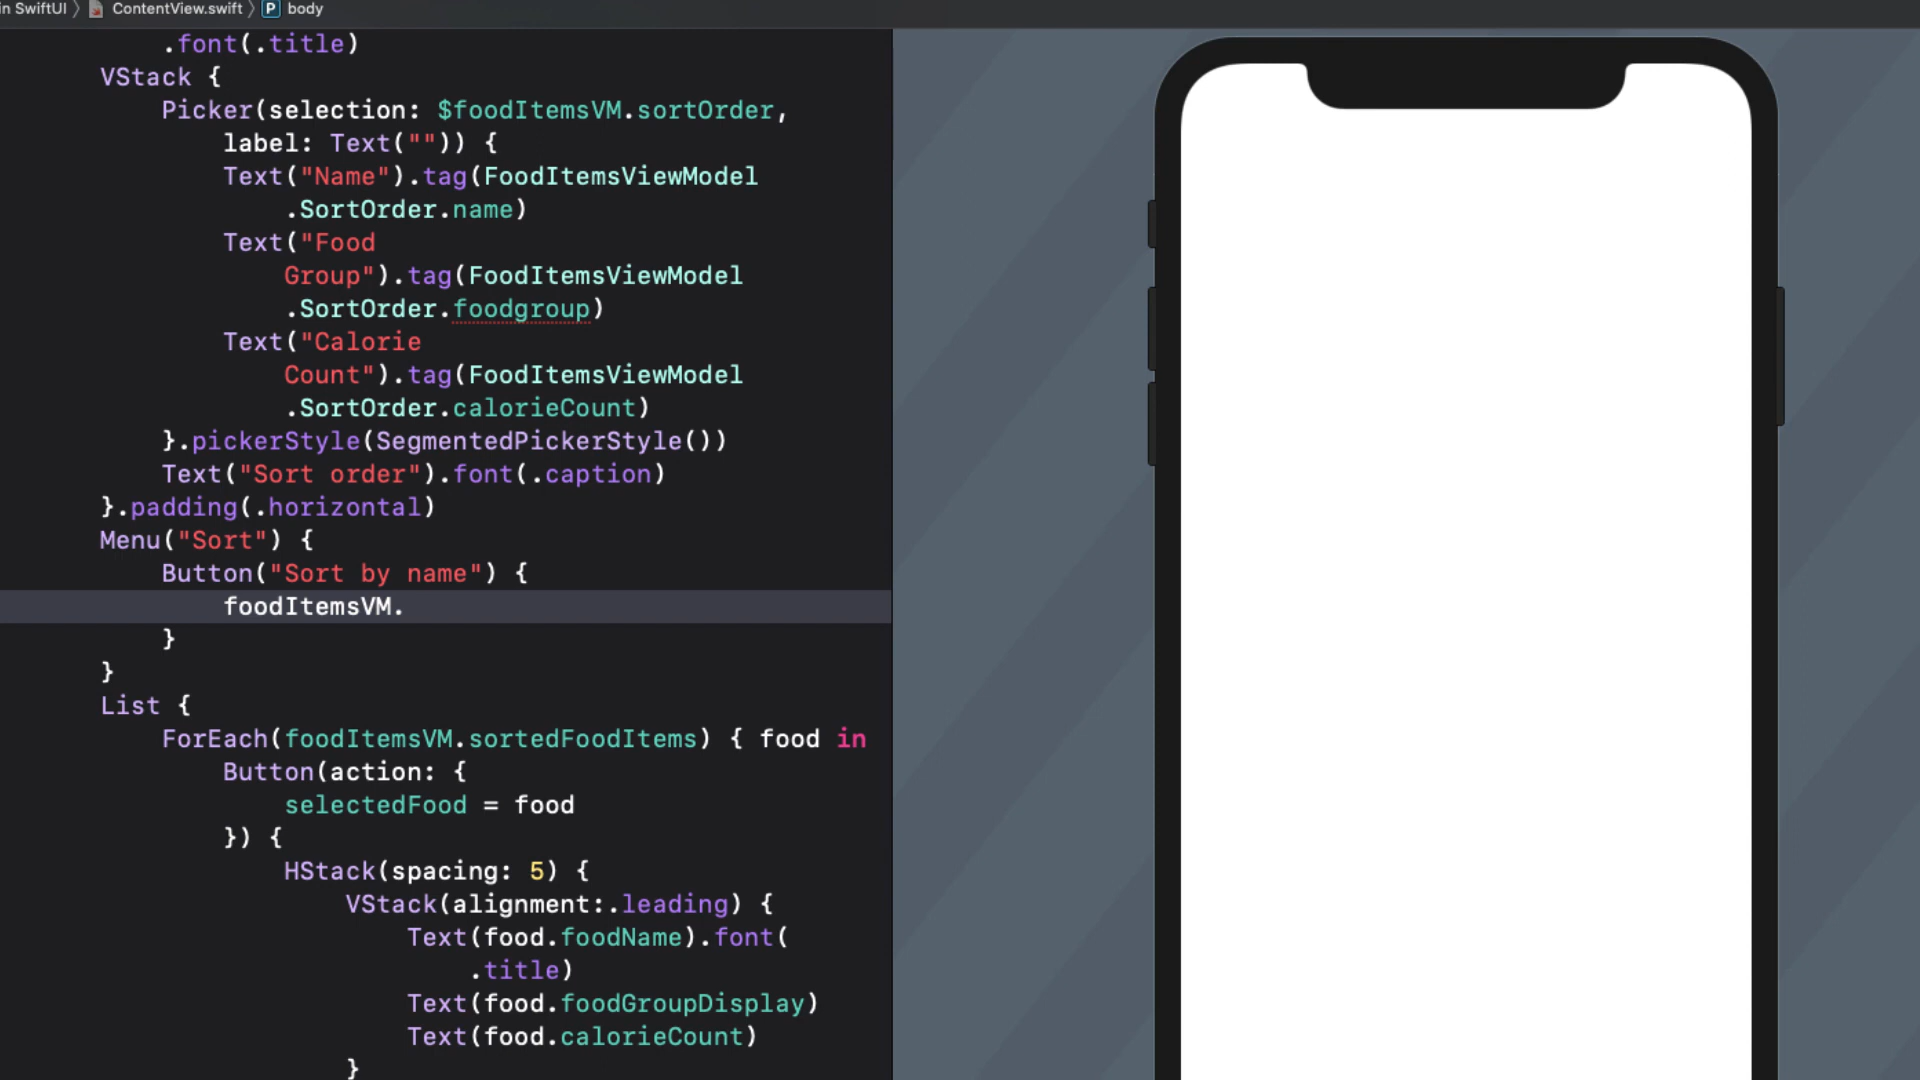 in SwiftUI 〉 ContentView.swift 〉 P body
.font(.title)
VStack {
Picker(selection: $foodItemsVM.sortOrder,
label: Text("")) {
Text("Name").tag(FoodItemsViewModel
.SortOrder.name)
Text("Food
Group").tag(FoodItemsViewModel
.SortOrder.foodgroup)
Text("Calorie
Count").tag(FoodItemsViewModel
.SortOrder.calorieCount)
}.pickerStyle(SegmentedPickerStyle())
Text("Sort order").font(.caption)
}.padding(.horizontal)
Menu("Sort") {
Button("Sort by name") {
foodItemsVM.
}
}
List {
ForEach(foodItemsVM.sortedFoodItems) { food in
Button(action: {
selectedFood = food
}) {
HStack(spacing: 5) {
VStack(alignment:.leading) {
Text(food.foodName).font(
.title)
Text(food.foodGroupDisplay)
Text(food.calorieCount)
}